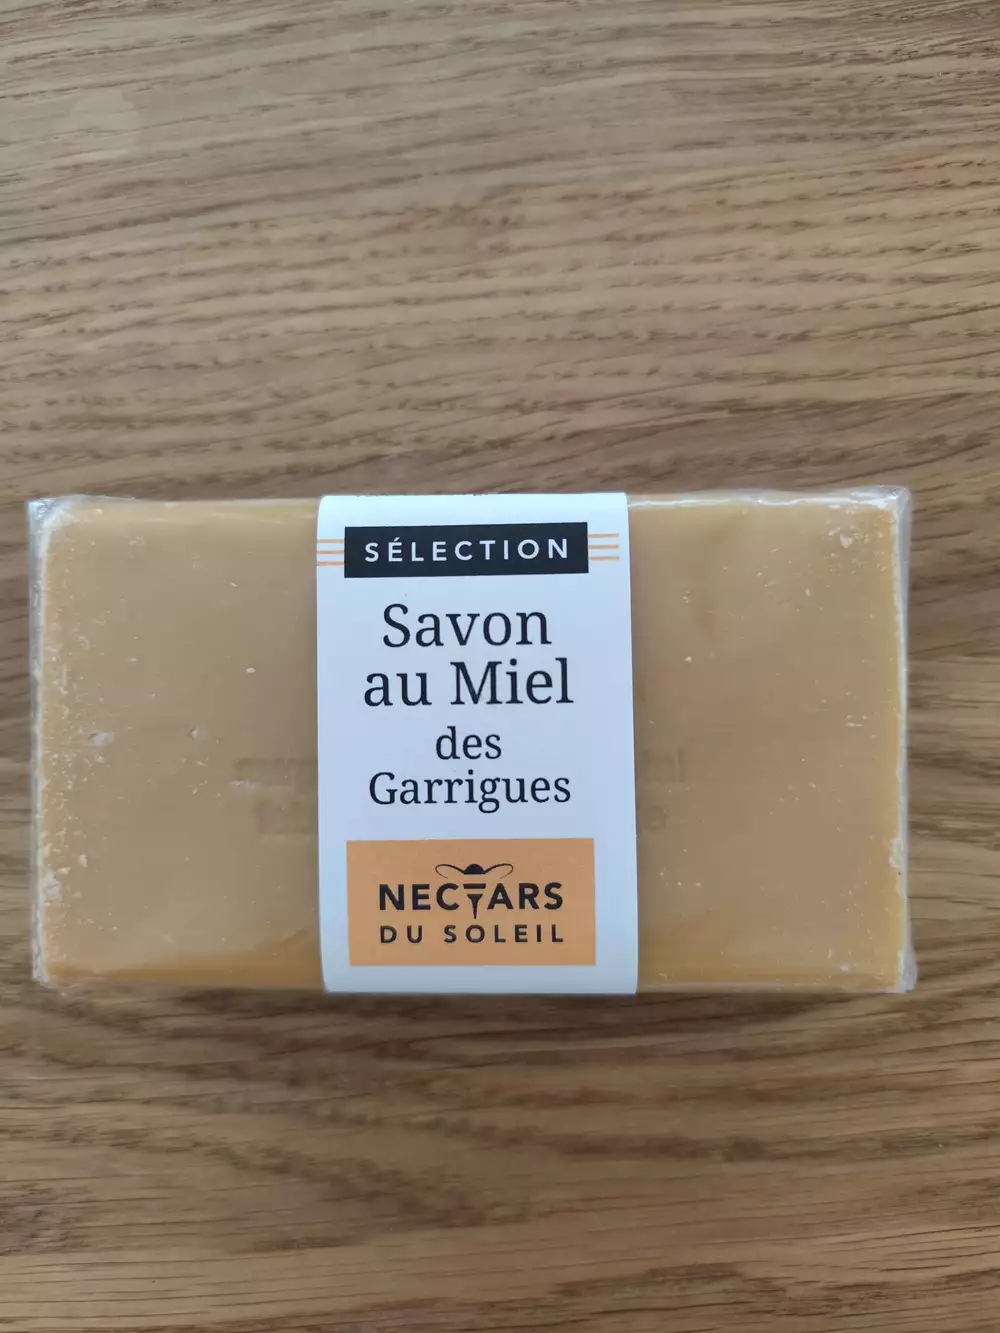 SÉLECTION
Savon
au Miel
des
Garrigues
NECTARS
DU SOLEIL